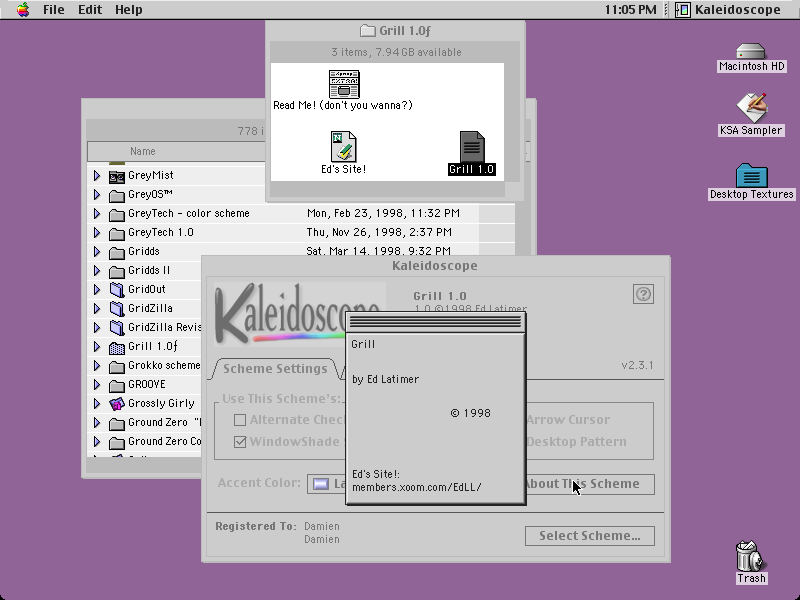 File Edit Help 11:05 PM Kaleidoscope
Grill 1.0ƒ
3 items, 7.94 GB available
Read Me! (don't you wanna?)
Ed's Site!
Grill 1.0
Macintosh HD
KSA Sampler
Desktop Textures
Trash
778 i
Name
GreyMist
GreyOS™
GreyTech - color scheme Mon, Feb 23, 1998, 11:32 PM
GreyTech 1.0 Thu, Nov 26, 1998, 2:37 PM
Gridds Sat, Mar 14, 1998, 9:32 PM
Gridds II
GridOut
GridZilla
GridZilla Revis
Grill 1.0ƒ
Grokko scheme
GROOVE
Grossly Girly
Ground Zero "
Ground Zero Co
Kaleidoscope
Kaleidoscope
Grill 1.0
1.0 ©1998 Ed Latimer
v2.3.1
Scheme Settings
Use This Scheme's:
Alternate Chec
WindowShade
Arrow Cursor
Desktop Pattern
Accent Color: La
About This Scheme
Registered To: Damien
Damien
Select Scheme...
Grill
by Ed Latimer
© 1998
Ed's Site!:
members.xoom.com/EdLL/